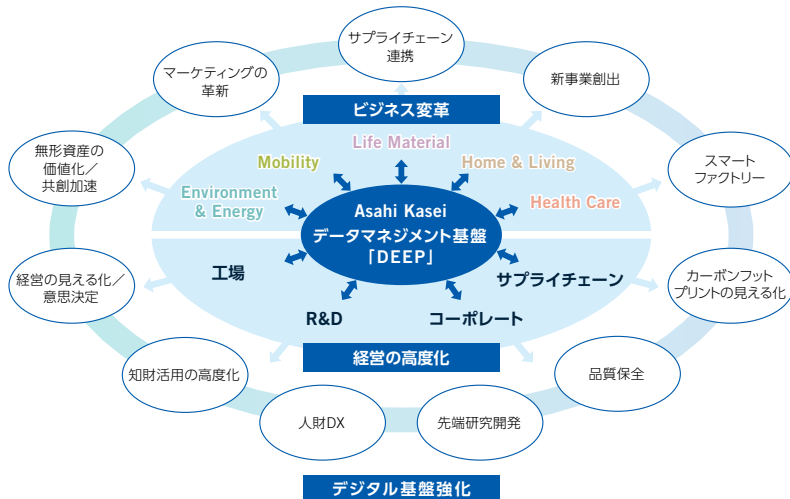 サプライチェーン
連携
マーケティングの
革新
新事業創出
ビジネス変革
無形資産の
価値化/
共創加速
Life Material
Mobility
Home & Living
スマート
ファクトリー
Environment
& Energy
Health Care
Asahi Kasei
データマネジメント基盤
「DEEP」
経営の見える化/
意思決定
工場
サプライチェーン
カーボンフット
プリントの見える化
R&D
コーポレート
経営の高度化
知財活用の高度化
品質保全
人財DX
先端研究開発
デジタル基盤強化